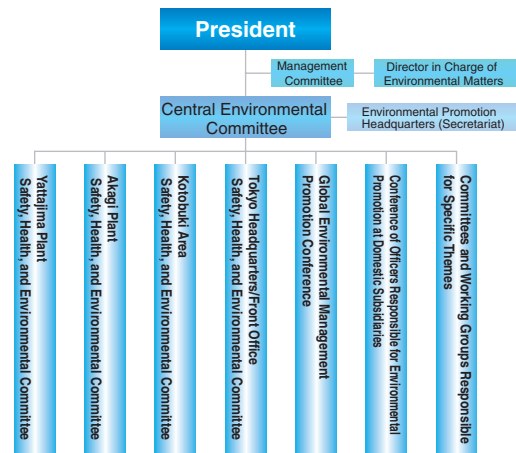 President
Management
Committee
Director in Charge of
Environmental Matters
Central Environmental
Committee
Environmental Promotion
Headquarters (Secretariat)
Yattajima Plant
Safety, Health, and Environmental Committee
Akagi Plant
Safety, Health, and Environmental Committee
Kotobuki Area
Safety, Health, and Environmental Committee
Tokyo Headquarters/Front Office
Safety, Health, and Environmental Committee
Global Environmental Management
Promotion Conference
Conference of Officers Responsible for Environmental
Promotion at Domestic Subsidiaries
Committees and Working Groups Responsible
for Specific Themes